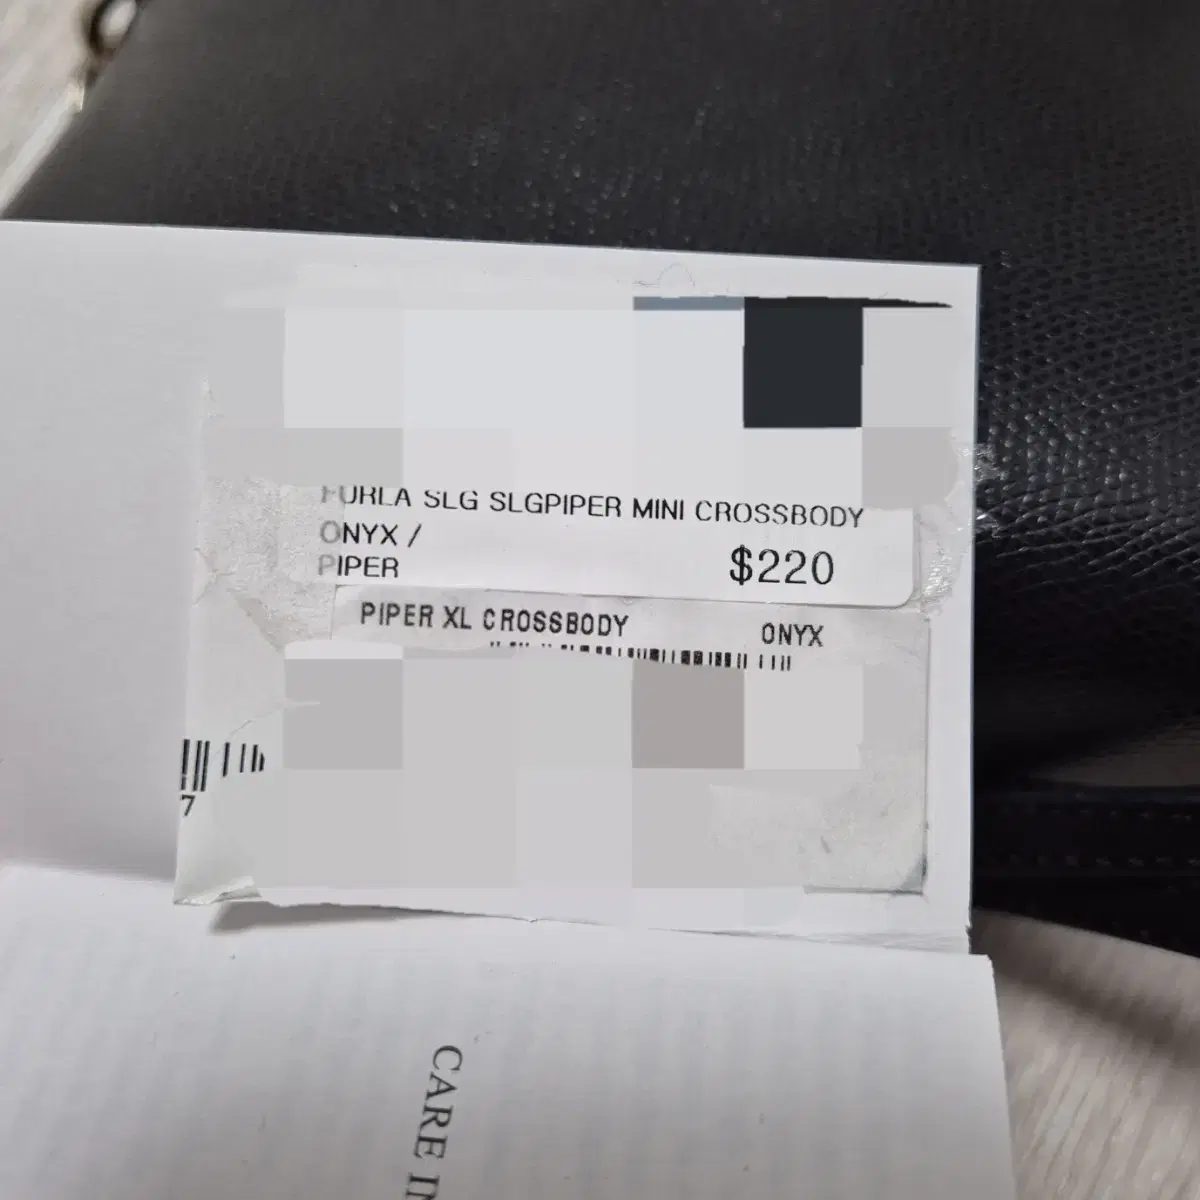 FURLA SLG SLGPIPER MINI CROSSBODY
ONYX /
PIPER $220
PIPER XL CROSSBODY ONYX
7
CARE